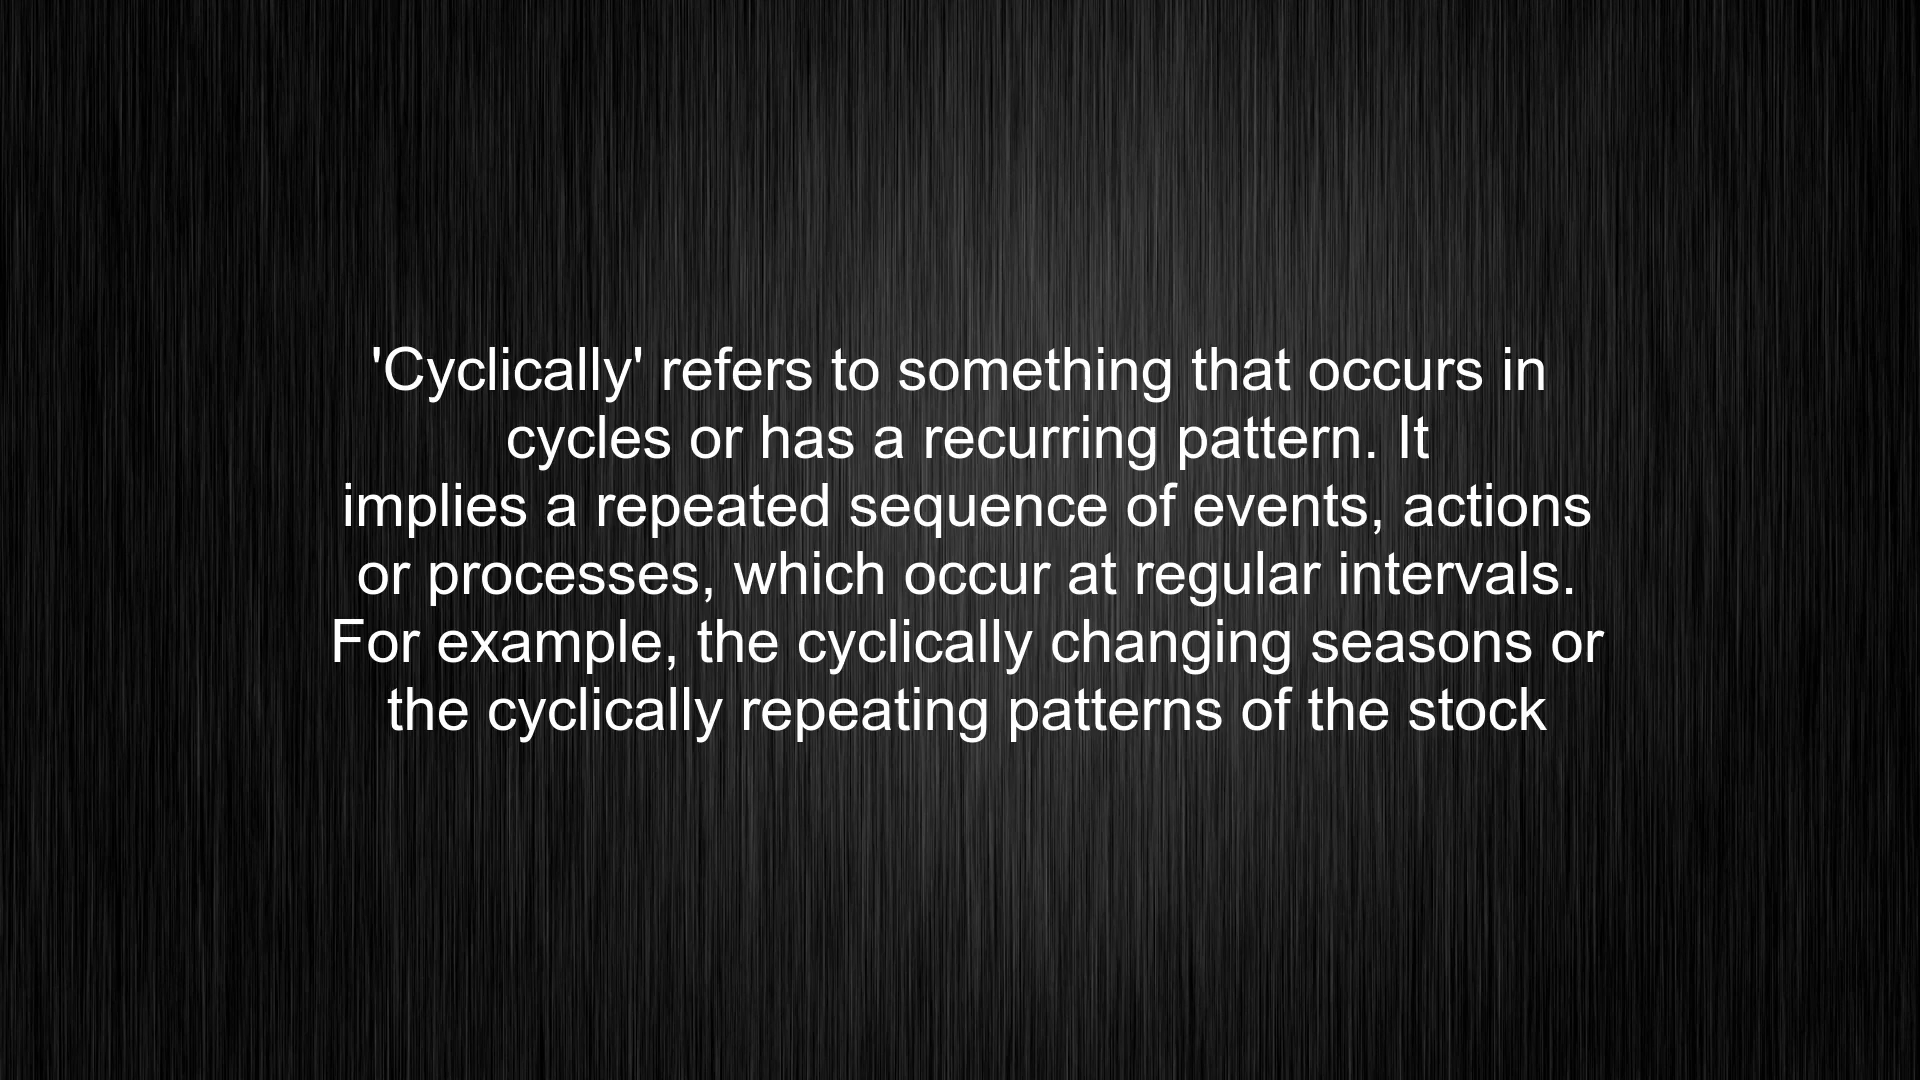 'Cyclically' refers to something that occurs in
cycles or has a recurring pattern. It
implies a repeated sequence of events, actions
or processes, which occur at regular intervals.
For example, the cyclically changing seasons or
the cyclically repeating patterns of the stock